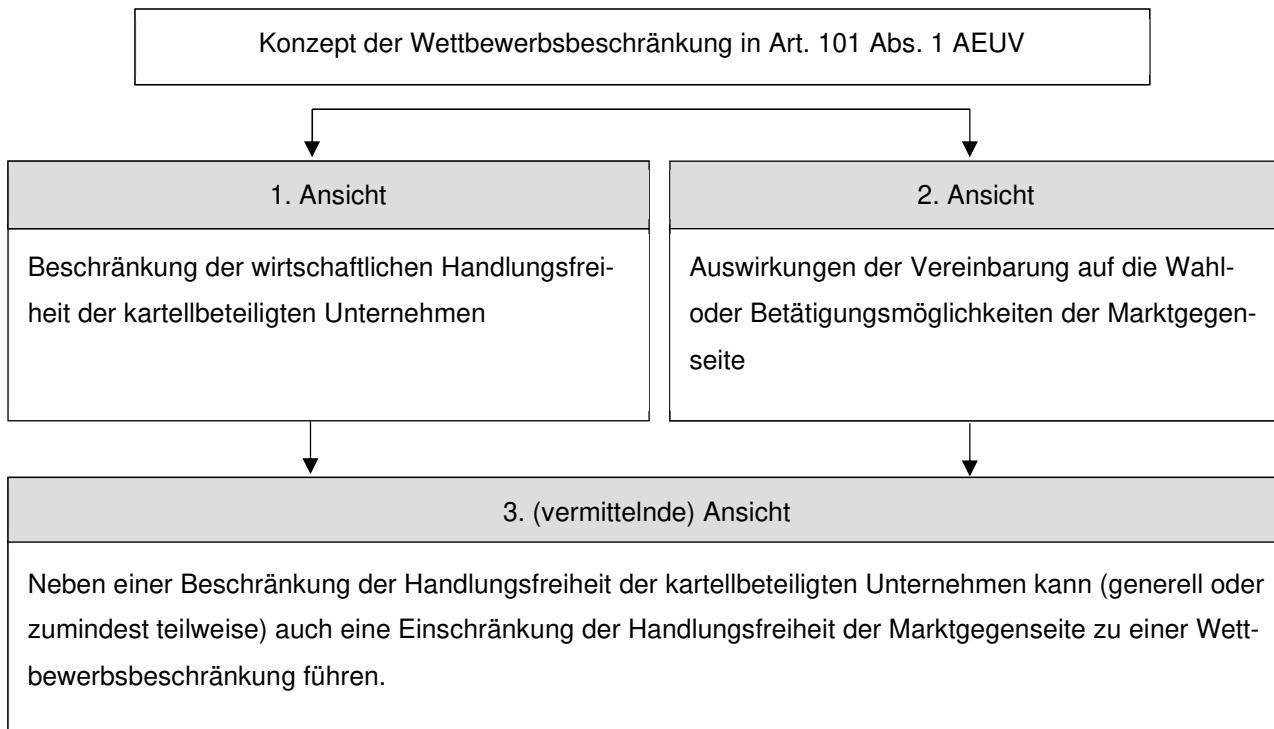 Konzept der Wettbewerbsbeschränkung in Art. 101 Abs. 1 AEUV
1. Ansicht
Beschränkung der wirtschaftlichen Handlungsfrei-
heit der kartellbeteiligten Unternehmen
2. Ansicht
Auswirkungen der Vereinbarung auf die Wahl-
oder Betätigungsmöglichkeiten der Marktgegen-
seite
3. (vermittelnde) Ansicht
Neben einer Beschränkung der Handlungsfreiheit der kartellbeteiligten Unternehmen kann (generell oder
zumindest teilweise) auch eine Einschränkung der Handlungsfreiheit der Marktgegenseite zu einer Wett-
bewerbsbeschränkung führen.